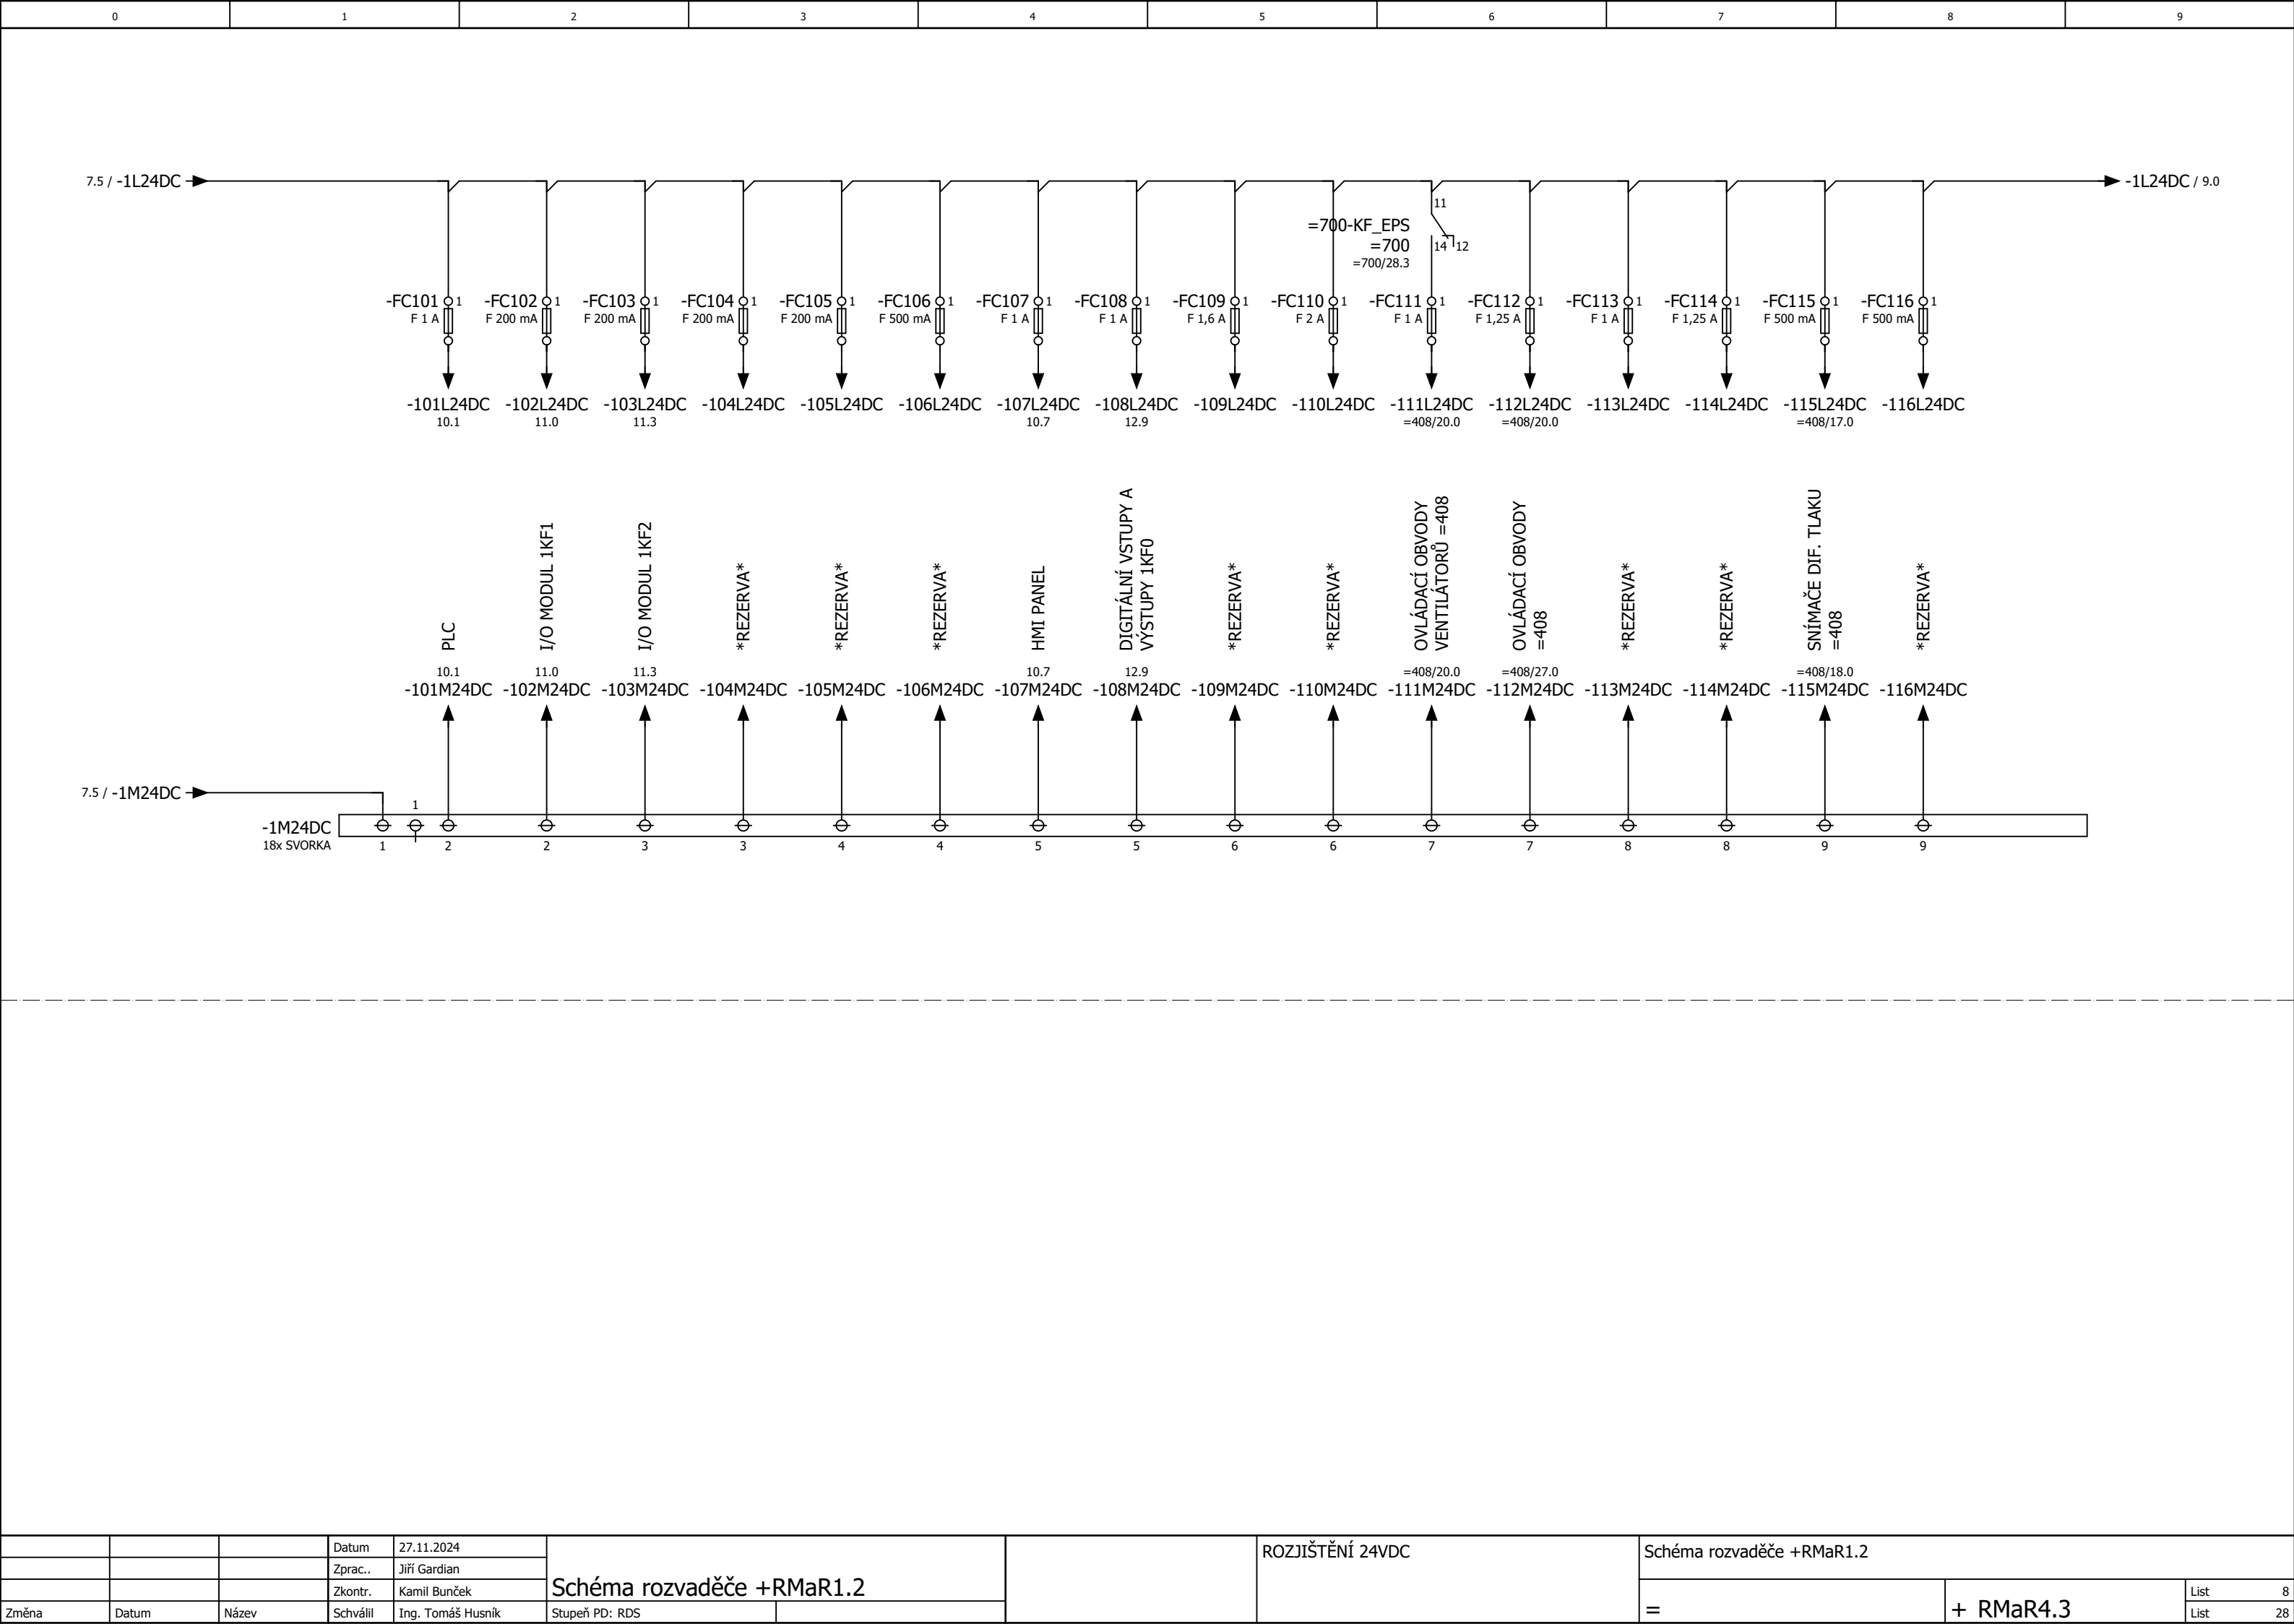 0 1 2 3 4 5 6 7 8 9
7.5 / -1L24DC
-1L24DC / 9.0
11
=700-KF_EPS
=700
14 12
=700/28.3
-FC101 1 -FC102 1 -FC103 1 -FC104 1 -FC105 1 -FC106 1 -FC107 1 -FC108 1 -FC109 1 -FC110 1 -FC111 1 -FC112 1 -FC113 1 -FC114 1 -FC115 1 -FC116 1
F 1 A F 200 mA F 200 mA F 200 mA F 200 mA F 500 mA F 1 A F 1 A F 1,6 A F 2 A F 1 A F 1,25 A F 1 A F 1,25 A F 500 mA F 500 mA
-101L24DC -102L24DC -103L24DC -104L24DC -105L24DC -106L24DC -107L24DC -108L24DC -109L24DC -110L24DC -111L24DC -112L24DC -113L24DC -114L24DC -115L24DC -116L24DC
10.1 11.0 11.3 10.7 12.9 =408/20.0 =408/20.0 =408/17.0
PLC
I/O MODUL 1KF1
I/O MODUL 1KF2
*REZERVA*
*REZERVA*
*REZERVA*
HMI PANEL
DIGITÁLNÍ VSTUPY A
VÝSTUPY 1KF0
*REZERVA*
*REZERVA*
OVLÁDACÍ OBVODY
VENTILÁTORŮ =408
OVLÁDACÍ OBVODY
=408
*REZERVA*
*REZERVA*
SNÍMAČE DIF. TLAKU
=408
*REZERVA*
10.1 11.0 11.3 10.7 12.9 =408/20.0 =408/27.0 =408/18.0
-101M24DC -102M24DC -103M24DC -104M24DC -105M24DC -106M24DC -107M24DC -108M24DC -109M24DC -110M24DC -111M24DC -112M24DC -113M24DC -114M24DC -115M24DC -116M24DC
7.5 / -1M24DC
1
-1M24DC
18x SVORKA
1 2 2 3 3 4 4 5 5 6 6 7 7 8 8 9 9
Datum 27.11.2024
Zprac.. Jiří Gardian
Zkontr. Kamil Bunček
Změna Datum Název Schválil Ing. Tomáš Husník
Schéma rozvaděče +RMaR1.2
Stupeň PD: RDS
ROZJIŠTĚNÍ 24VDC
Schéma rozvaděče +RMaR1.2
=
+ RMaR4.3
List 8
List 28